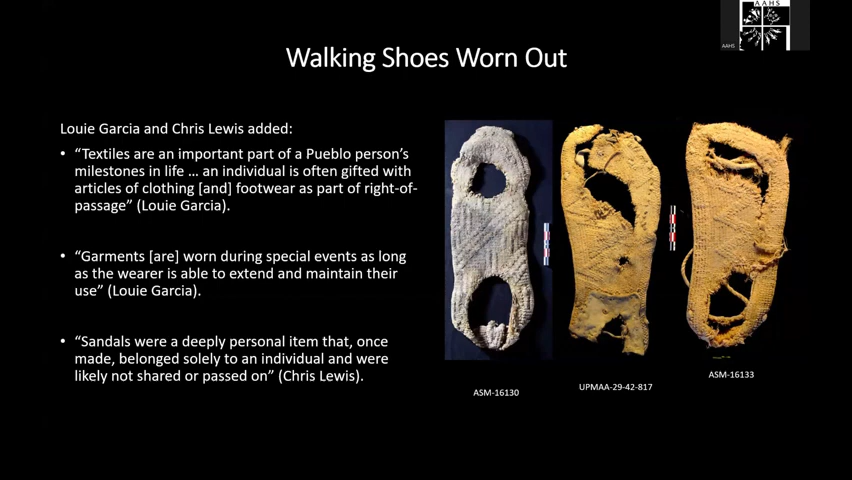 AAHS
AAHS
Walking Shoes Worn Out
Louie Garcia and Chris Lewis added:
• “Textiles are an important part of a Pueblo person’s
milestones in life … an individual is often gifted with
articles of clothing [and] footwear as part of right-of-
passage” (Louie Garcia).
• “Garments [are] worn during special events as long
as the wearer is able to extend and maintain their
use” (Louie Garcia).
• “Sandals were a deeply personal item that, once
made, belonged solely to an individual and were
likely not shared or passed on” (Chris Lewis).
ASM-16130
UPMAA-29-42-817
ASM-16133